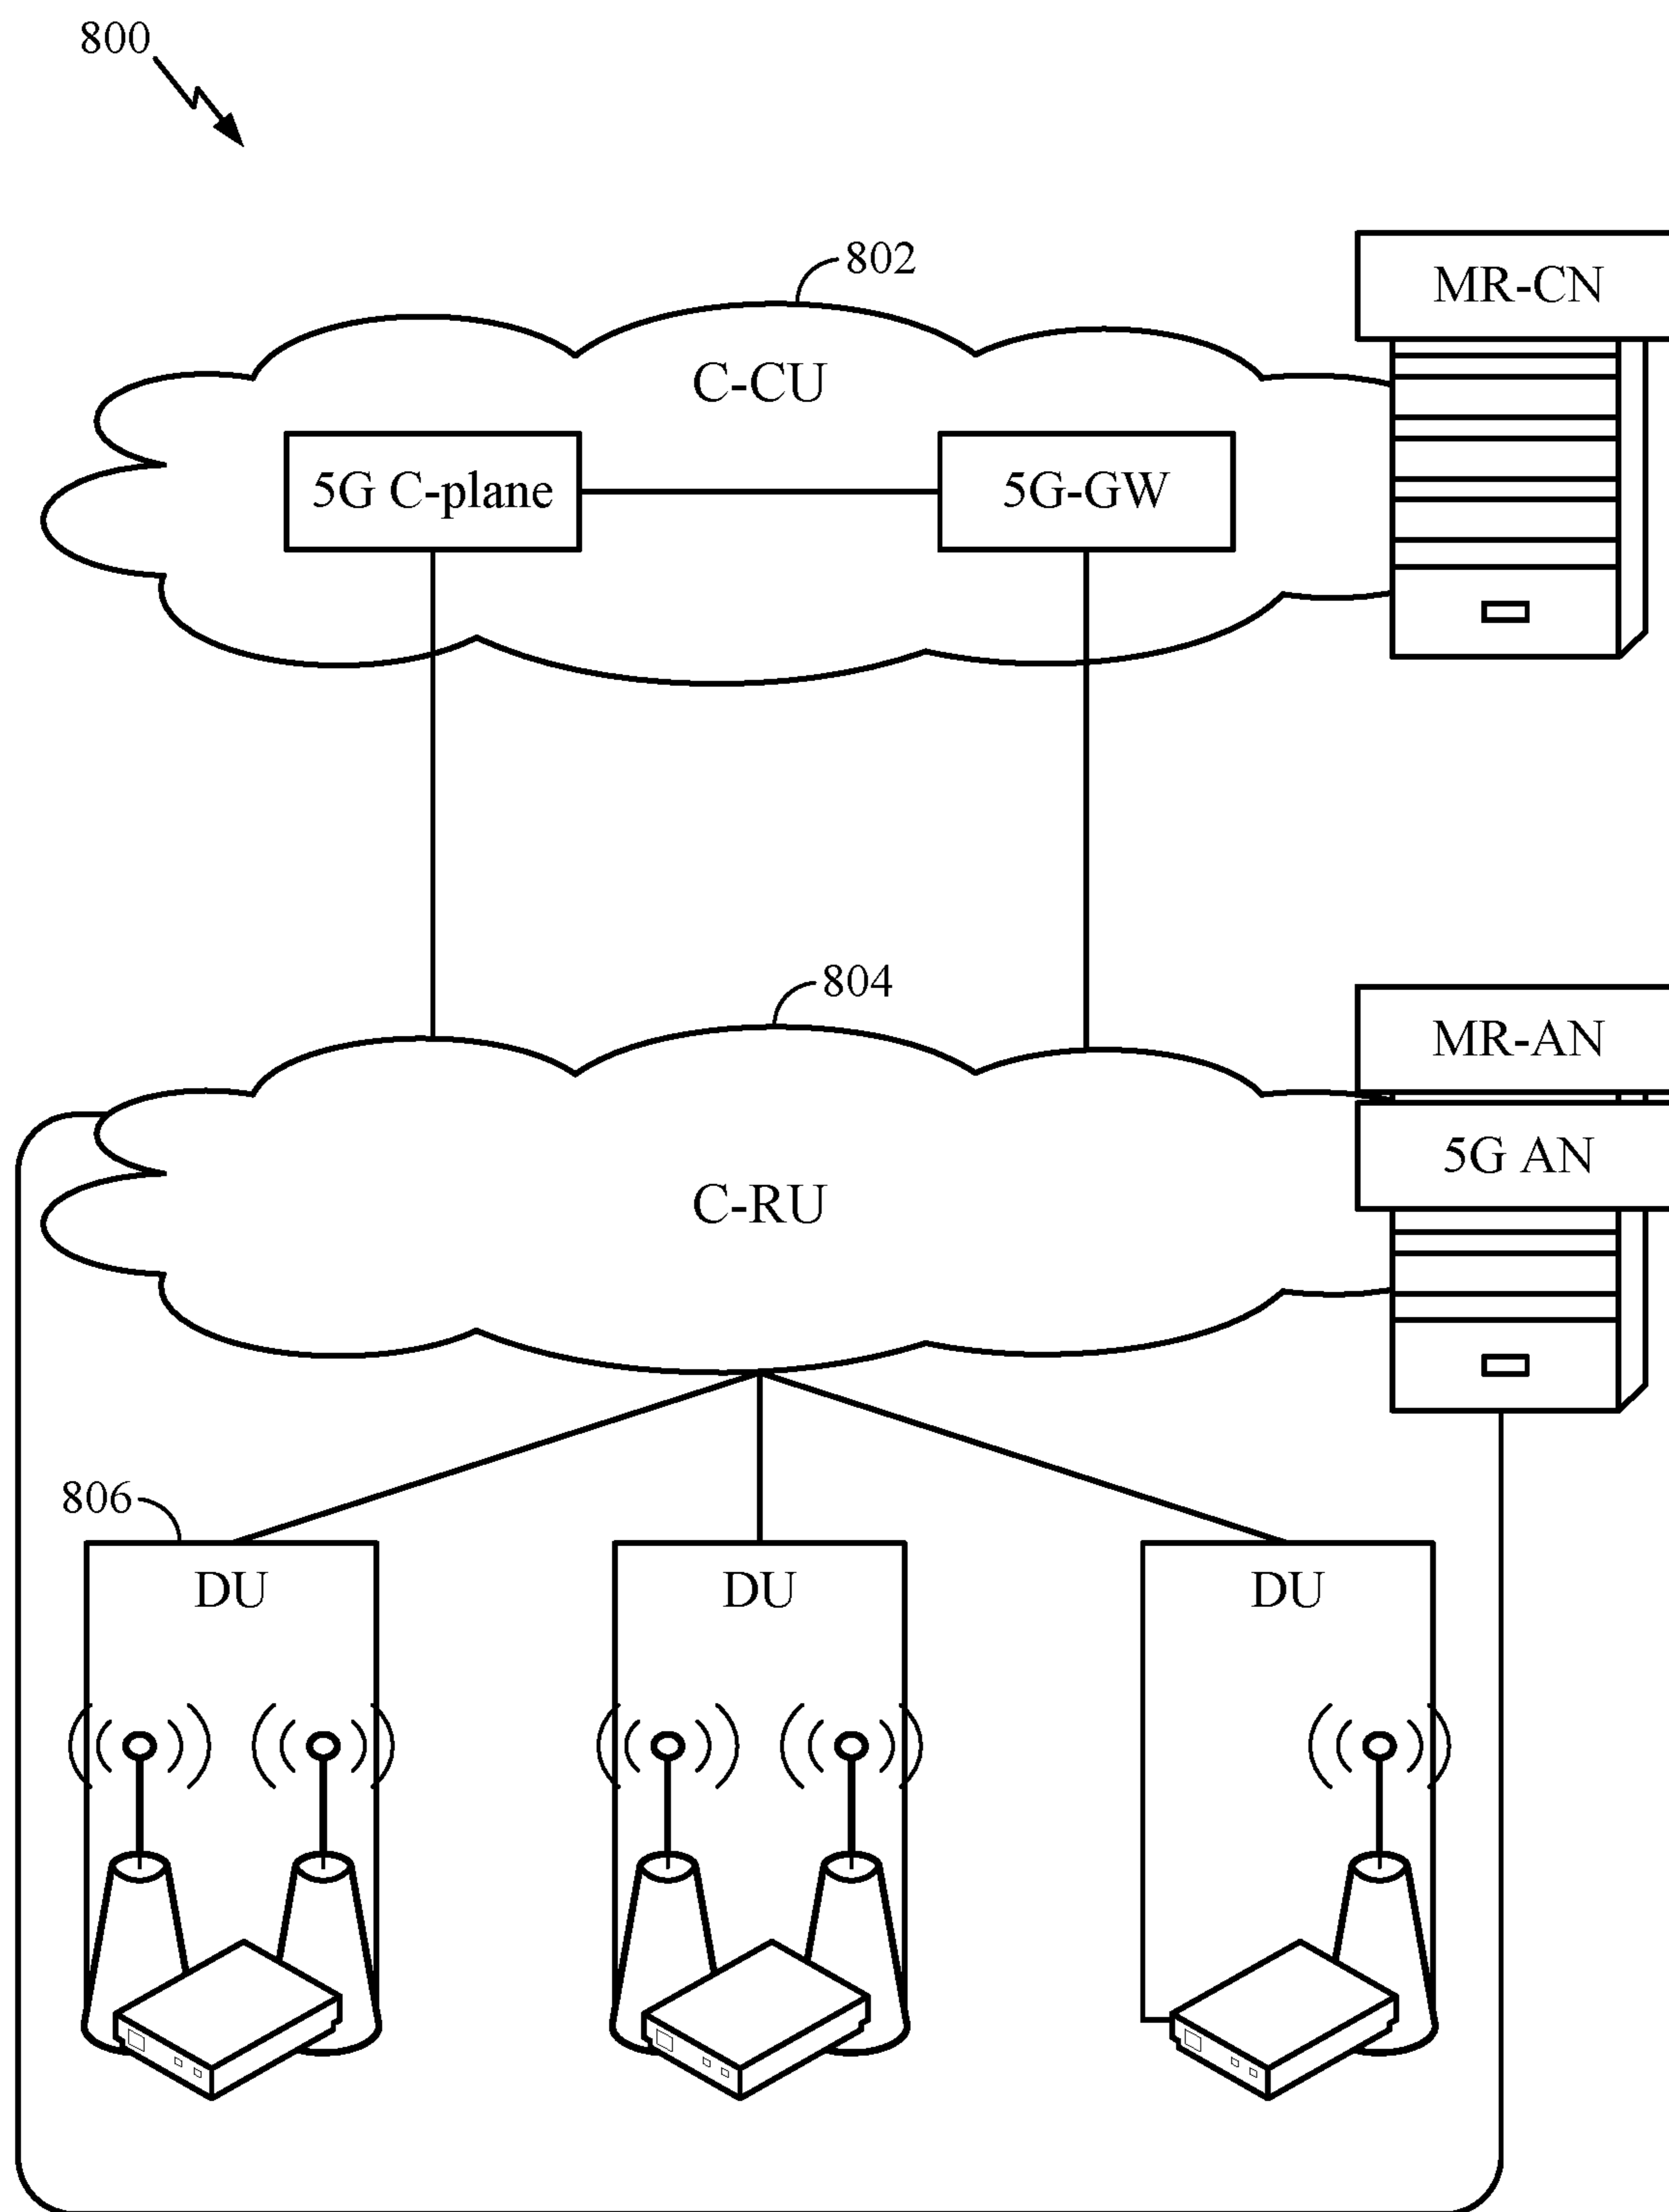 800
802
MR-CN
C-CU
5G C-plane
5G-GW
804
MR-AN
5G AN
C-RU
806
DU
DU
DU